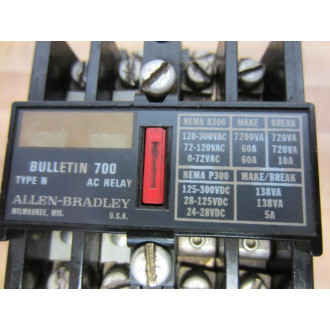 BULLETIN 700
TYPE N AC RELAY
ALLEN-BRADLEY
MILWAUKEE, WIS. U.S.A.
NEMA A300 MAKE BREAK
120-300VAC 7200VA 720VA
72-120VAC 60A 720VA
0-72VAC 60A 10A
NEMA P300 MAKE/BREAK
125-300VDC 138VA
28-125VDC 138VA
24-28VDC 5A